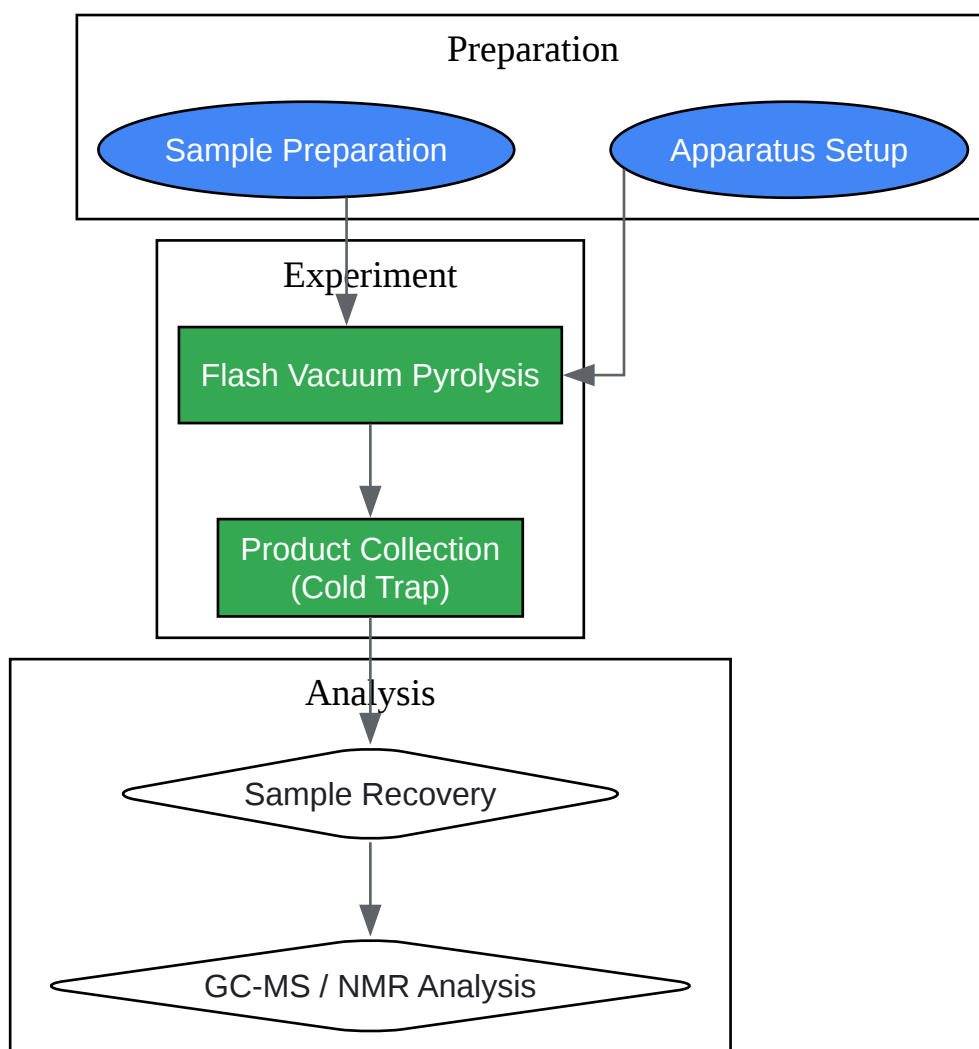 Preparation
Sample Preparation
Apparatus Setup
Experiment
Flash Vacuum Pyrolysis
Product Collection
(Cold Trap)
Analysis
Sample Recovery
GC-MS / NMR Analysis